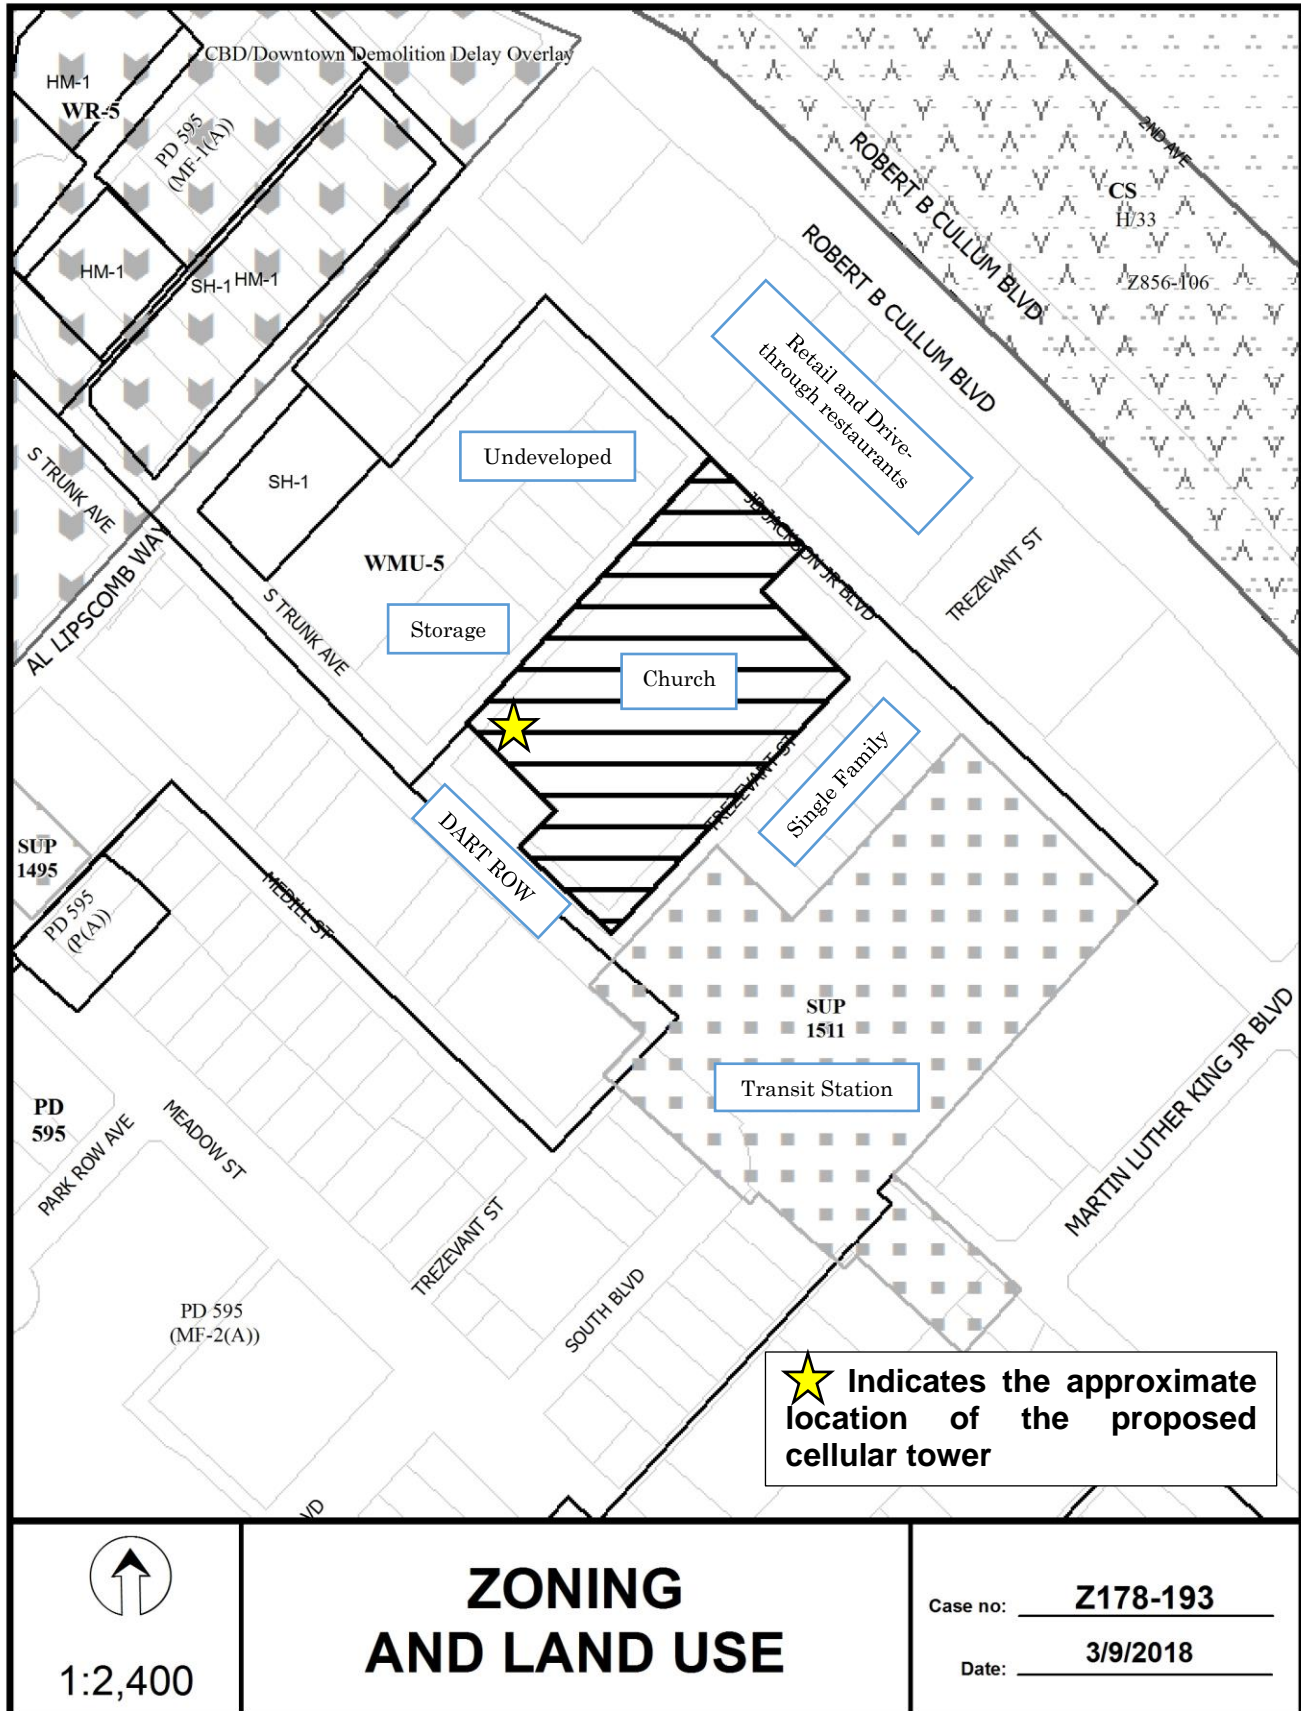 CBD/Downtown Demolition Delay Overlay
HM-1
WR-5
PD 595
(MF-1(A))
2ND AVE
ROBERT B CULLUM BLVD
CS
H/33
Z856-106
ROBERT B CULLUM BLVD
HM-1
SH-1
HM-1
Retail and Drive-
through restaurants
S TRUNK AVE
Undeveloped
SH-1
JB JACKSON JR BLVD
TREZEVANT ST
WMU-5
AL LIPSCOMB WAY
S TRUNK AVE
Storage
Church
TREZEVANT ST
Single Family
DART ROW
SUP
1495
PD 595
(P(A))
MEDILL ST
SUP
1511
Transit Station
MARTIN LUTHER KING JR BLVD
PD
595
PARK ROW AVE
MEADOW ST
TREZEVANT ST
SOUTH BLVD
PD 595
(MF-2(A))
VD
Indicates the approximate
location of the proposed
cellular tower
1:2,400
ZONING
AND LAND USE
Case no: Z178-193
Date: 3/9/2018